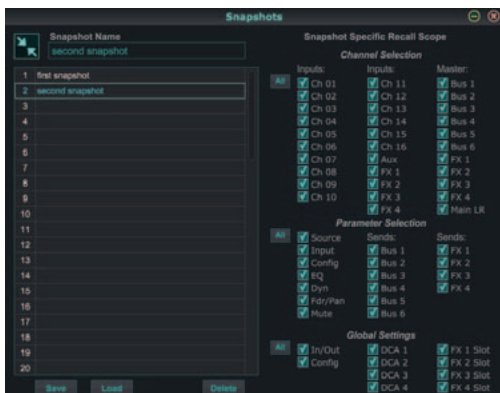 Snapshots
Snapshot Name
second snapshot
1 first snapshot
2 second snapshot
3
4
5
6
7
8
9
10
11
12
13
14
15
16
17
18
19
20
Save Load Delete
Snapshot Specific Recall Scope
Channel Selection
Inputs: Inputs: Master:
All Ch 01 Ch 11 Bus 1
Ch 02 Ch 12 Bus 2
Ch 03 Ch 13 Bus 3
Ch 04 Ch 14 Bus 4
Ch 05 Ch 15 Bus 5
Ch 06 Ch 16 Bus 6
Ch 07 Aux FX 1
Ch 08 FX 1 FX 2
Ch 09 FX 2 FX 3
Ch 10 FX 3 FX 4
FX 4 Main LR
Parameter Selection
All Source Sends: Sends:
Input Bus 1 FX 1
Config Bus 2 FX 2
EQ Bus 3 FX 3
Dyn Bus 4 FX 4
Fdr/Pan Bus 5
Mute Bus 6
Global Settings
All In/Out DCA 1 FX 1 Slot
Config DCA 2 FX 2 Slot
DCA 3 FX 3 Slot
DCA 4 FX 4 Slot